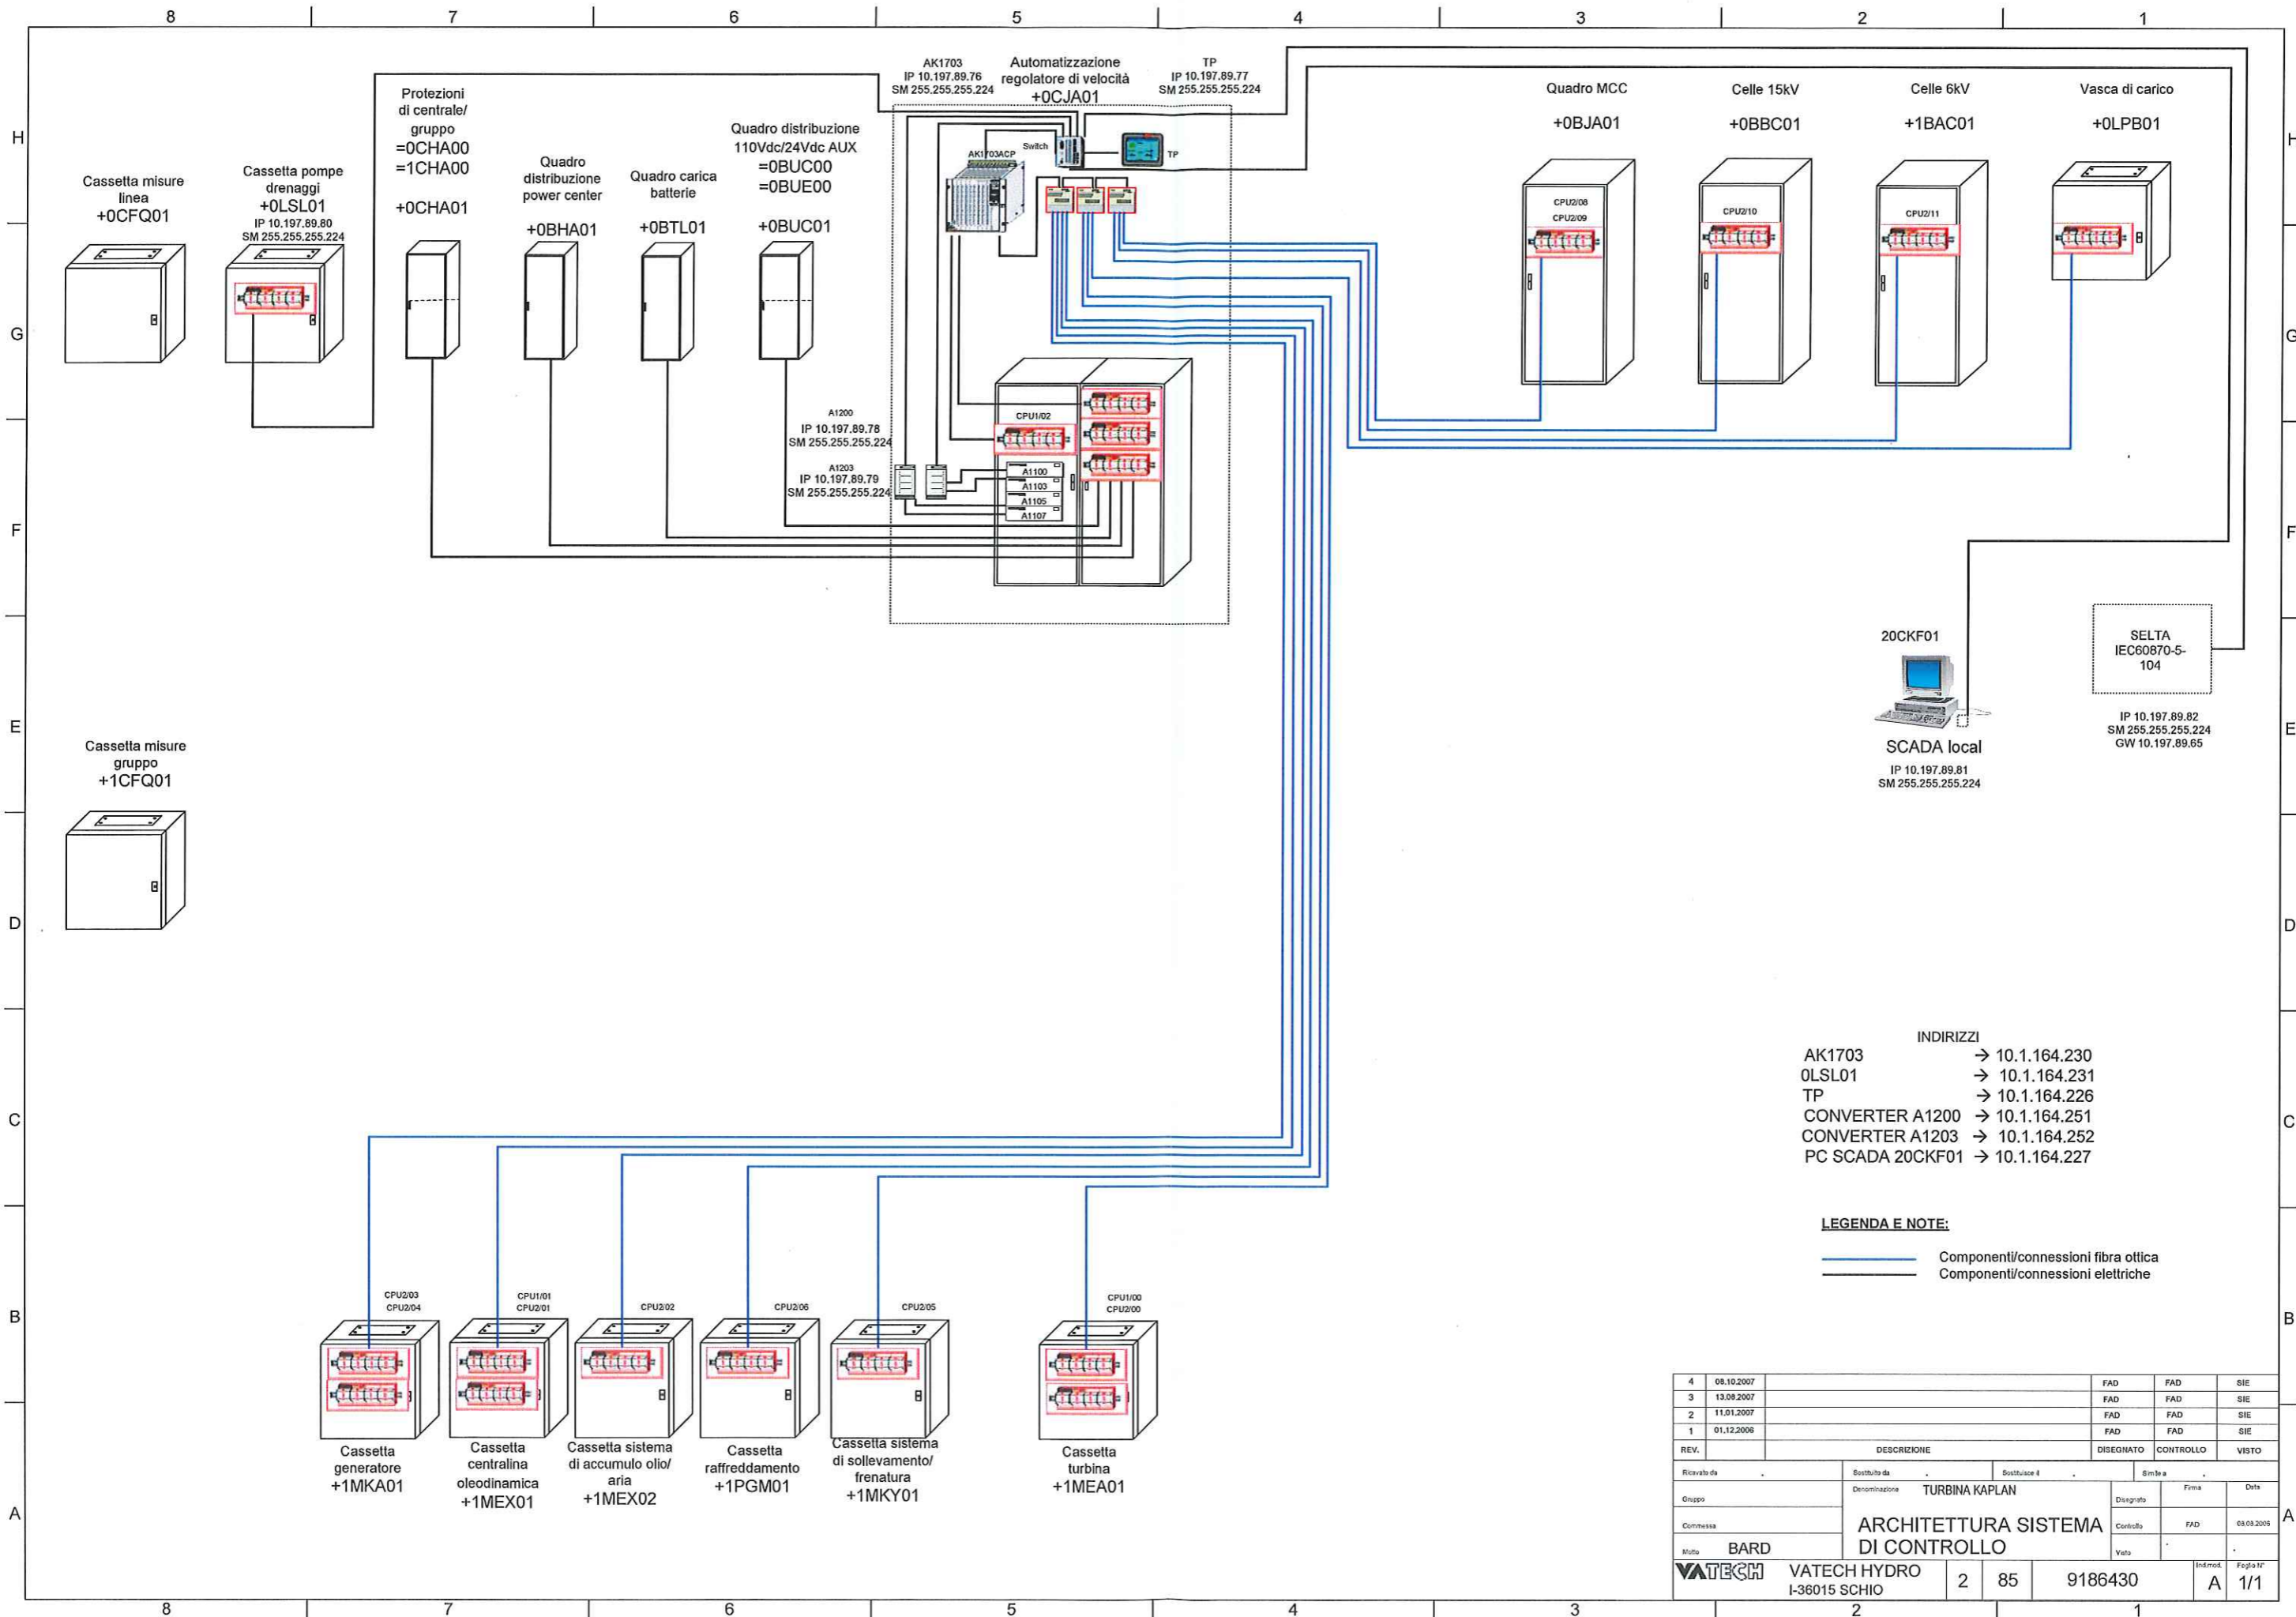 8 7 6 5 4 3 2 1
H
G
F
E
D
C
B
A
H
G
F
E
D
C
B
A
Cassetta misure
linea
+0CFQ01
Cassetta pompe
drenaggi
+0LSL01
IP 10.197.89.80
SM 255.255.255.224
Protezioni
di centrale/
gruppo
=0CHA00
=1CHA00
+0CHA01
Quadro
distribuzione
power center
+0BHA01
Quadro carica
batterie
+0BTL01
Quadro distribuzione
110Vdc/24Vdc AUX
=0BUC00
=0BUE00
+0BUC01
AK1703
IP 10.197.89.76
SM 255.255.255.224
Automatizzazione
regolatore di velocità
+0CJA01
TP
IP 10.197.89.77
SM 255.255.255.224
AK1703ACP
Switch
TP
Quadro MCC
+0BJA01
CPU2/08
CPU2/09
Celle 15kV
+0BBC01
CPU2/10
Celle 6kV
+1BAC01
CPU2/11
Vasca di carico
+0LPB01
A1200
IP 10.197.89.78
SM 255.255.255.224
A1203
IP 10.197.89.79
SM 255.255.255.224
CPU1/02
A1100
A1103
A1105
A1107
20CKF01
SCADA local
IP 10.197.89.81
SM 255.255.255.224
SELTA
IEC60870-5-
104
IP 10.197.89.82
SM 255.255.255.224
GW 10.197.89.65
Cassetta misure
gruppo
+1CFQ01
INDIRIZZI
AK1703 → 10.1.164.230
0LSL01 → 10.1.164.231
TP → 10.1.164.226
CONVERTER A1200 → 10.1.164.251
CONVERTER A1203 → 10.1.164.252
PC SCADA 20CKF01 → 10.1.164.227
LEGENDA E NOTE:
Componenti/connessioni fibra ottica
Componenti/connessioni elettriche
CPU2/03
CPU2/04
Cassetta
generatore
+1MKA01
CPU1/01
CPU2/01
Cassetta
centralina
oleodinamica
+1MEX01
CPU2/02
Cassetta sistema
di accumulo olio/
aria
+1MEX02
CPU2/06
Cassetta
raffreddamento
+1PGM01
CPU2/05
Cassetta sistema
di sollevamento/
frenatura
+1MKY01
CPU1/00
CPU2/00
Cassetta
turbina
+1MEA01
4 08.10.2007 FAD FAD SIE
3 13.08.2007 FAD FAD SIE
2 11.01.2007 FAD FAD SIE
1 01.12.2006 FAD FAD SIE
REV. DESCRIZIONE DISEGNATO CONTROLLO VISTO
Ricavato da . Sostituito da . Sostituisce il . Simile a .
Gruppo
Commessa
Motto BARD
Denominazione TURBINA KAPLAN
ARCHITETTURA SISTEMA
DI CONTROLLO
Firma Data
Disegnato
Controllo FAD
Visto
VATECH VATECH HYDRO
I-36015 SCHIO
2 85 9186430
Ind.mod. A
Foglio N° 1/1
8 7 6 5 4 3 2 1